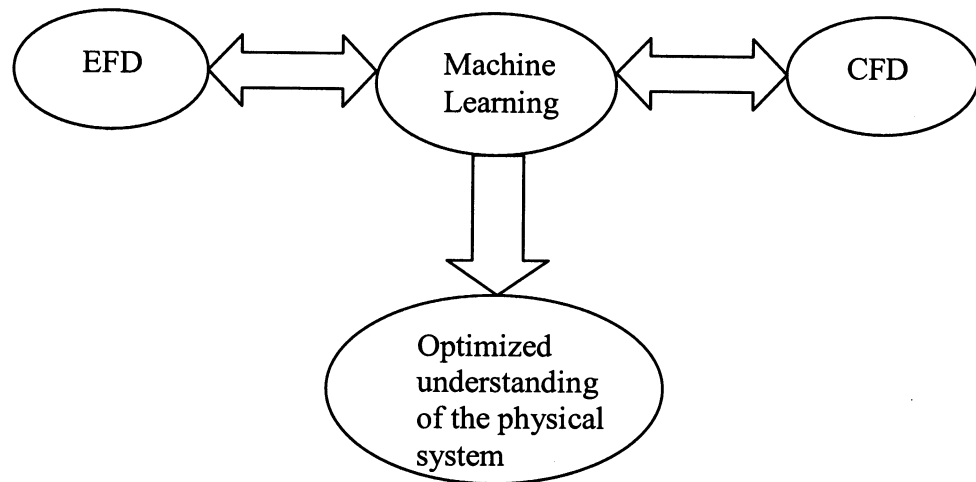 EFD
Machine
Learning
CFD
Optimized
understanding
of the physical
system